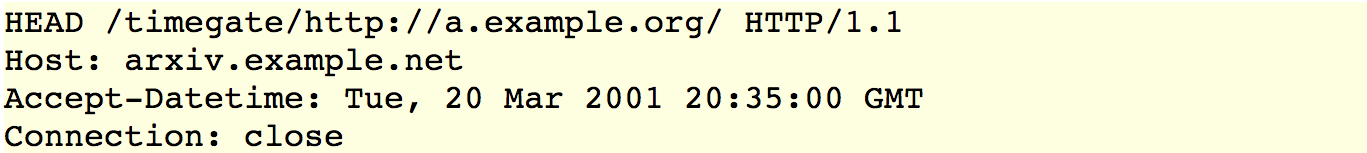 HEAD /timegate/http://a.example.org/ HTTP/1.1
Host: arxiv.example.net
Accept-Datetime: Tue, 20 Mar 2001 20:35:00 GMT
Connection: close